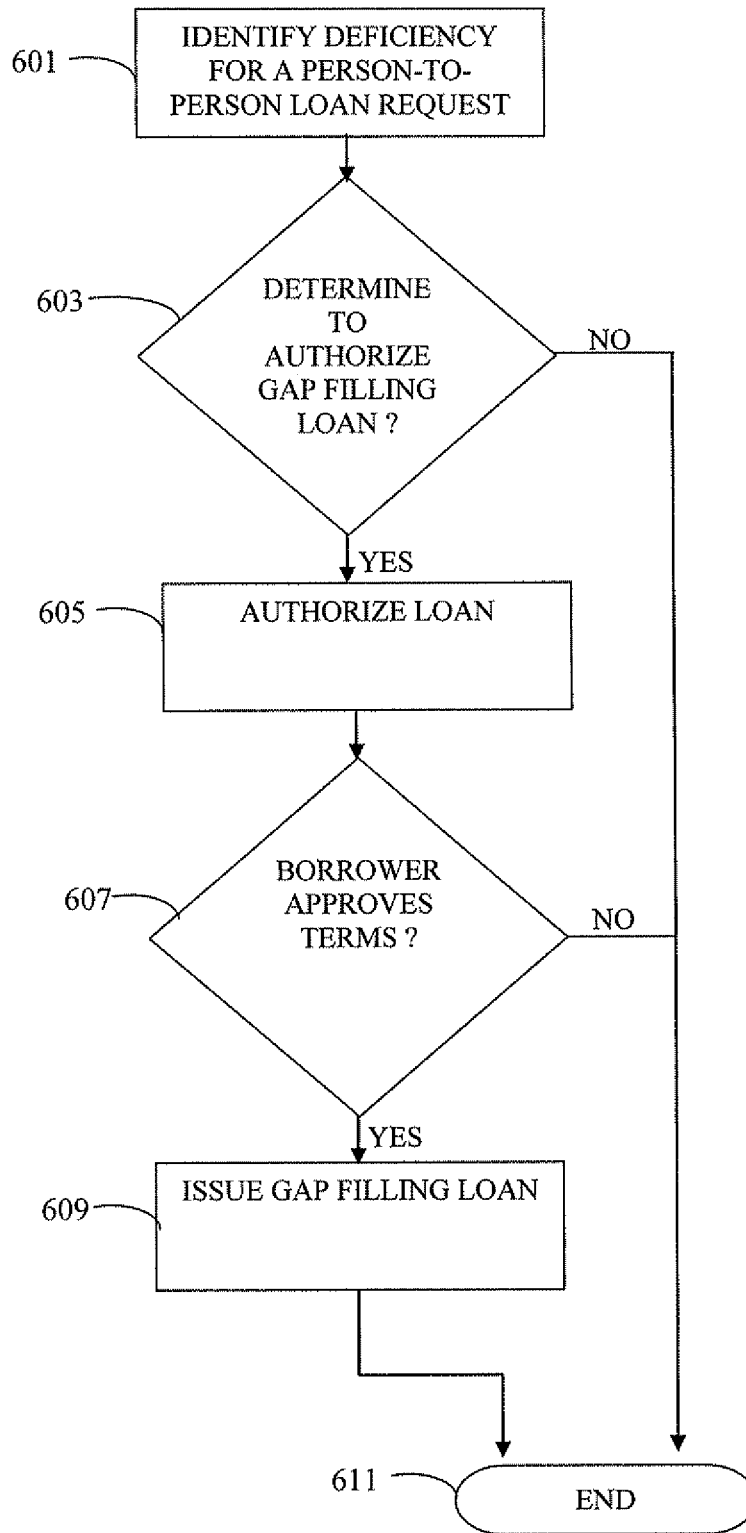 601
IDENTIFY DEFICIENCY
FOR A PERSON-TO-
PERSON LOAN REQUEST
603
DETERMINE
TO
AUTHORIZE
GAP FILLING
LOAN ?
NO
YES
605
AUTHORIZE LOAN
607
BORROWER
APPROVES
TERMS ?
NO
YES
609
ISSUE GAP FILLING LOAN
611
END